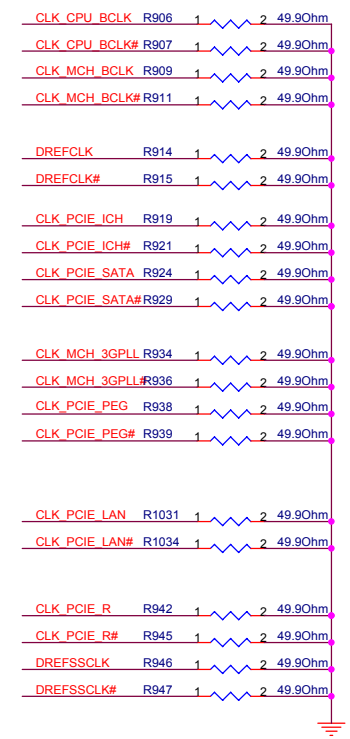 CLK_CPU_BCLK R906 1 2 49.9Ohm
CLK_CPU_BCLK# R907 1 2 49.9Ohm
CLK_MCH_BCLK R909 1 2 49.9Ohm
CLK_MCH_BCLK# R911 1 2 49.9Ohm
DREFCLK R914 1 2 49.9Ohm
DREFCLK# R915 1 2 49.9Ohm
CLK_PCIE_ICH R919 1 2 49.9Ohm
CLK_PCIE_ICH# R921 1 2 49.9Ohm
CLK_PCIE_SATA R924 1 2 49.9Ohm
CLK_PCIE_SATA# R929 1 2 49.9Ohm
CLK_MCH_3GPLL R934 1 2 49.9Ohm
CLK_MCH_3GPLL# R936 1 2 49.9Ohm
CLK_PCIE_PEG R938 1 2 49.9Ohm
CLK_PCIE_PEG# R939 1 2 49.9Ohm
CLK_PCIE_LAN R1031 1 2 49.9Ohm
CLK_PCIE_LAN# R1034 1 2 49.9Ohm
CLK_PCIE_R R942 1 2 49.9Ohm
CLK_PCIE_R# R945 1 2 49.9Ohm
DREFSSCLK R946 1 2 49.9Ohm
DREFSSCLK# R947 1 2 49.9Ohm